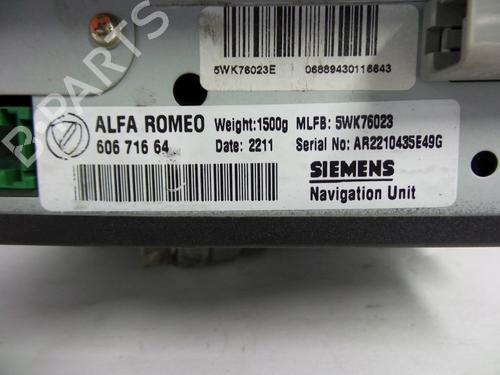 5WK76023E 06889430116643
ALFA ROMEO Weight:1500g MLFB: 5WK76023
606 716 64 Date: 2211 Serial No: AR2210435E49G
SIEMENS
Navigation Unit
B-PARTS